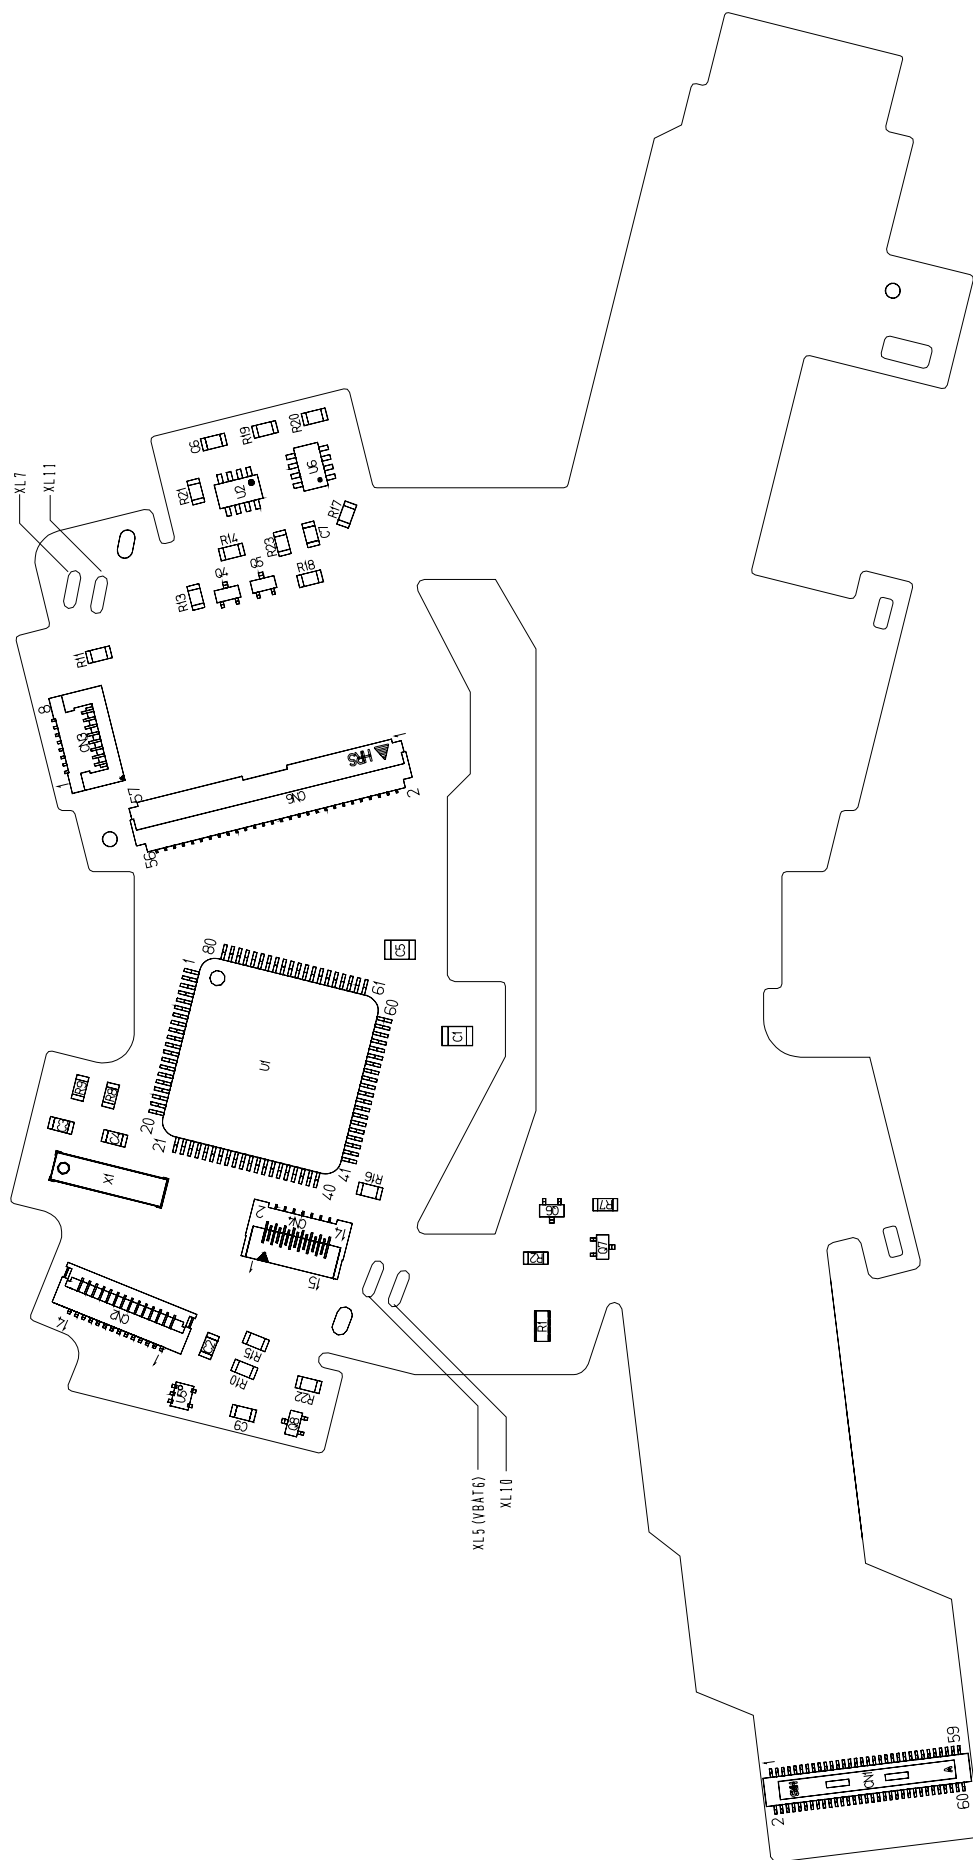 XL7
XL11
R20
R19
C6
U6
R21
U2
R17
C7
R14
R23
Q5
Q4
R18
R13
R11
8
CN3
1
57
HRS
1
CN5
2
56
80
1
C5
61
60
U1
C1
R9
R8
20
C3
21
C4
41
X1
R16
40
2
CN4
14
R7
Q6
1
15
Q7
R2
CN2
14
R1
C21
R15
1
R10
R22
U5
C9
Q8
XL5(VBAT6)
XL10
59
1
A
CN1
HRS
60
2